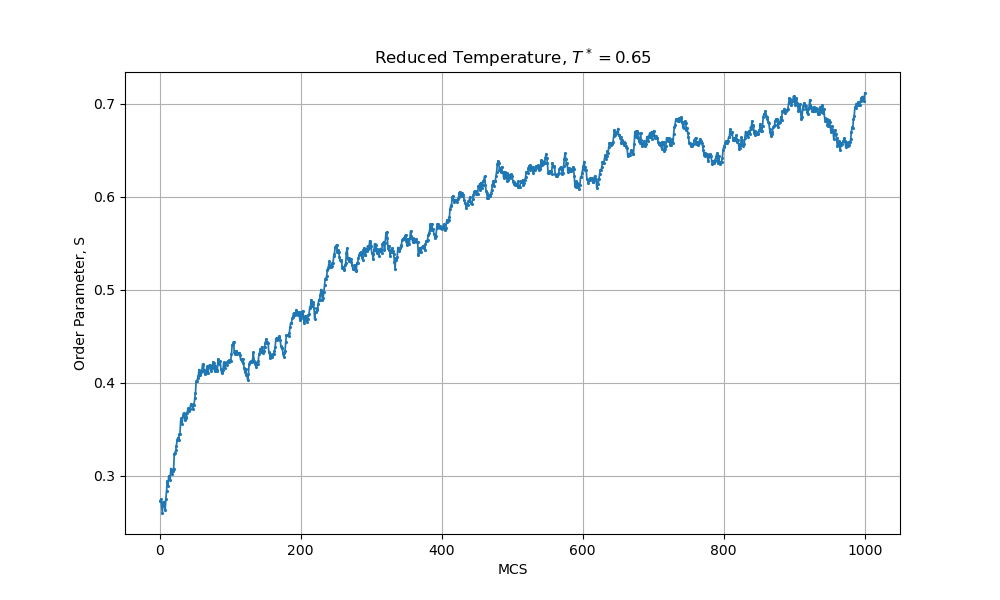 Reduced Temperature, $T^* = 0.65$
Order Parameter, S
0.7
0.6
0.5
0.4
0.3
0 200 400 600 800 1000
MCS